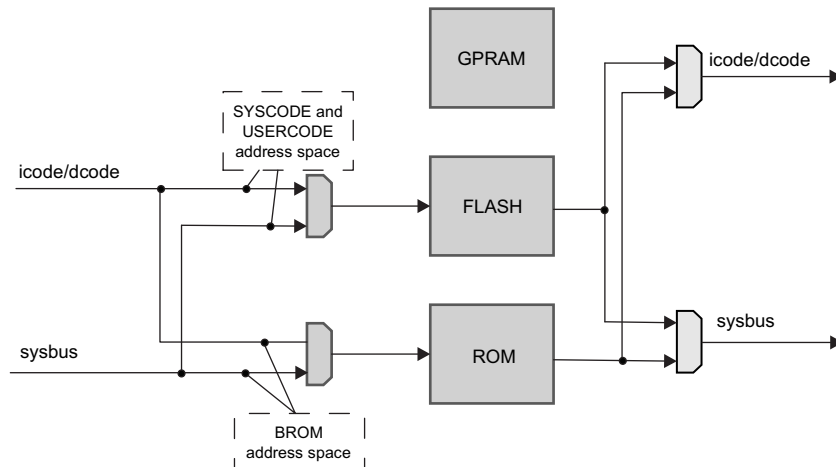 GPRAM
icode/dcode
SYSCODE and
USERCODE
address space
icode/dcode
FLASH
sysbus
sysbus
ROM
BROM
address space